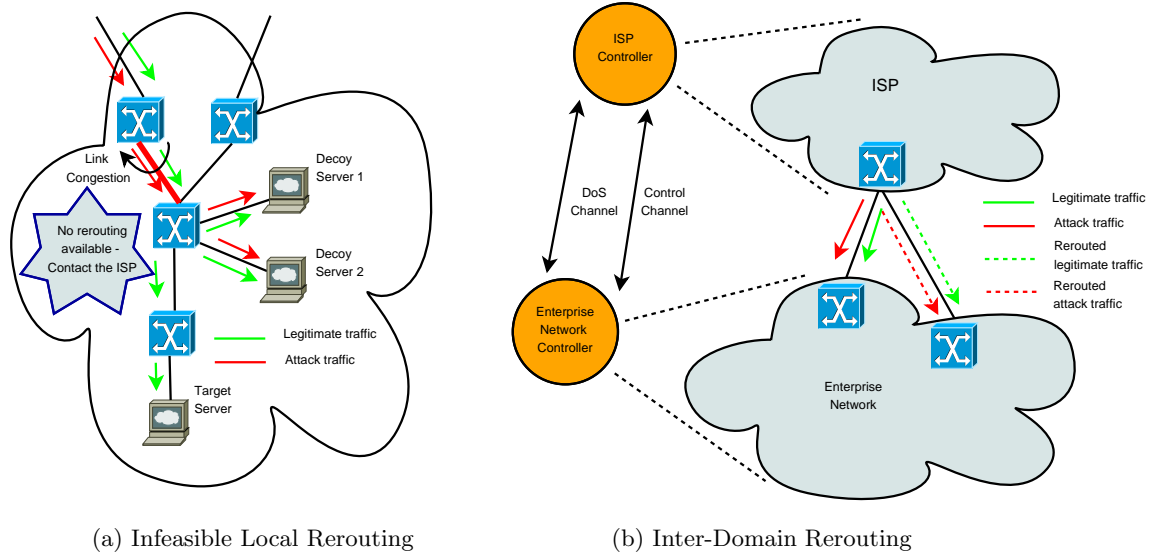 Link
Congestion
Decoy
Server 1
No rerouting
available -
Contact the ISP
Decoy
Server 2
Legitimate traffic
Attack traffic
Target
Server
(a) Infeasible Local Rerouting
ISP
Controller
ISP
DoS
Channel
Control
Channel
Legitimate traffic
Attack traffic
Rerouted
legitimate traffic
Rerouted
attack traffic
Enterprise
Network
Controller
Enterprise
Network
(b) Inter-Domain Rerouting